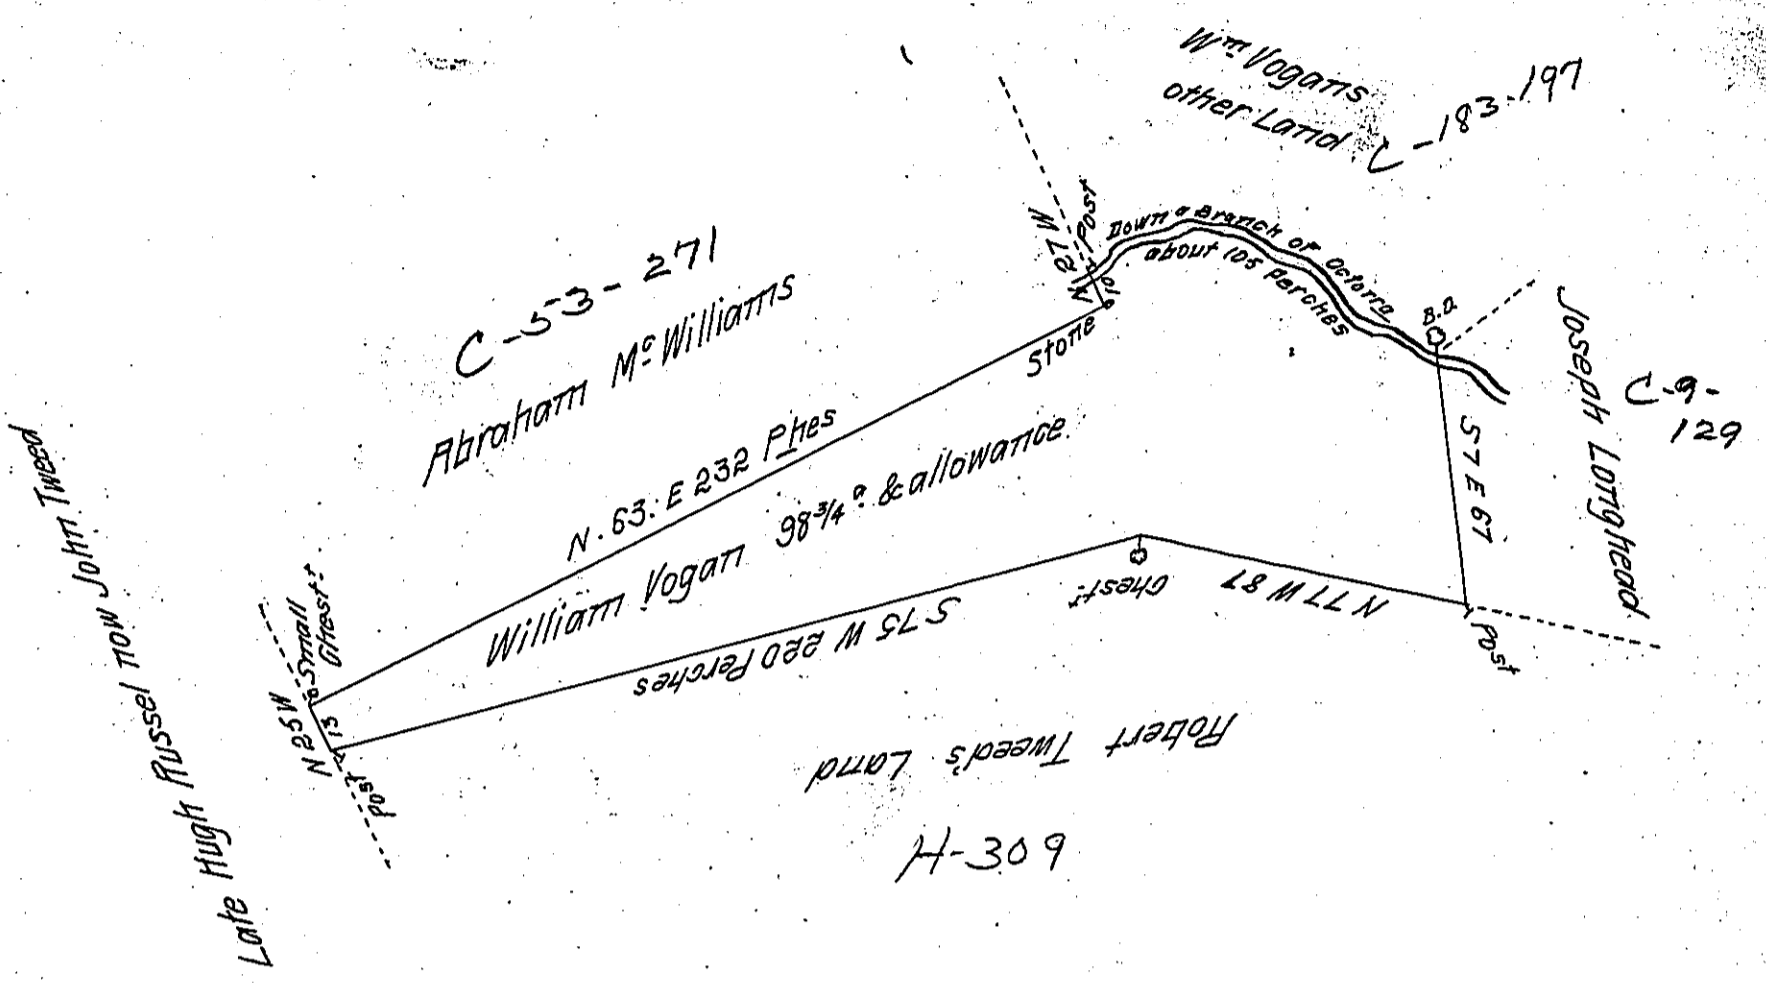 Wm Vogans
other Land
C-183-197
C-53-271
Abraham Mc Williams
N 27 W
Post
10
Stone
Down a Branch of Octorra
about 105 Perches
B.O
Joseph Longhead
C-9-
129
S 7 E 67
N. 63: E 232 Phes
William Vogan 98 3/4 a & allowance
Late Hugh Russel now John Tweed
Small
Chest:t
N 25 W
13
Post
S 75 W 220 Perches
Chest:t
N 77 W 87
Post
Robert Tweed's Land
H-309